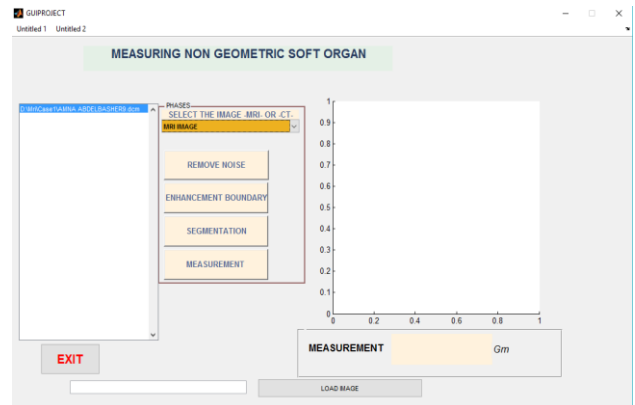 GUIPROJECT
Untitled 1 Untitled 2
MEASURING NON GEOMETRIC SOFT ORGAN
D:\Mri\Case1\AMNA-ABDELBASHER9.dcm
PHASES
SELECT THE IMAGE -MRI- OR -CT-
MRI IMAGE
REMOVE NOISE
ENHANCEMENT BOUNDARY
SEGMENTATION
MEASUREMENT
1
0.9
0.8
0.7
0.6
0.5
0.4
0.3
0.2
0.1
0
0 0.2 0.4 0.6 0.8 1
MEASUREMENT Gm
EXIT
LOAD IMAGE